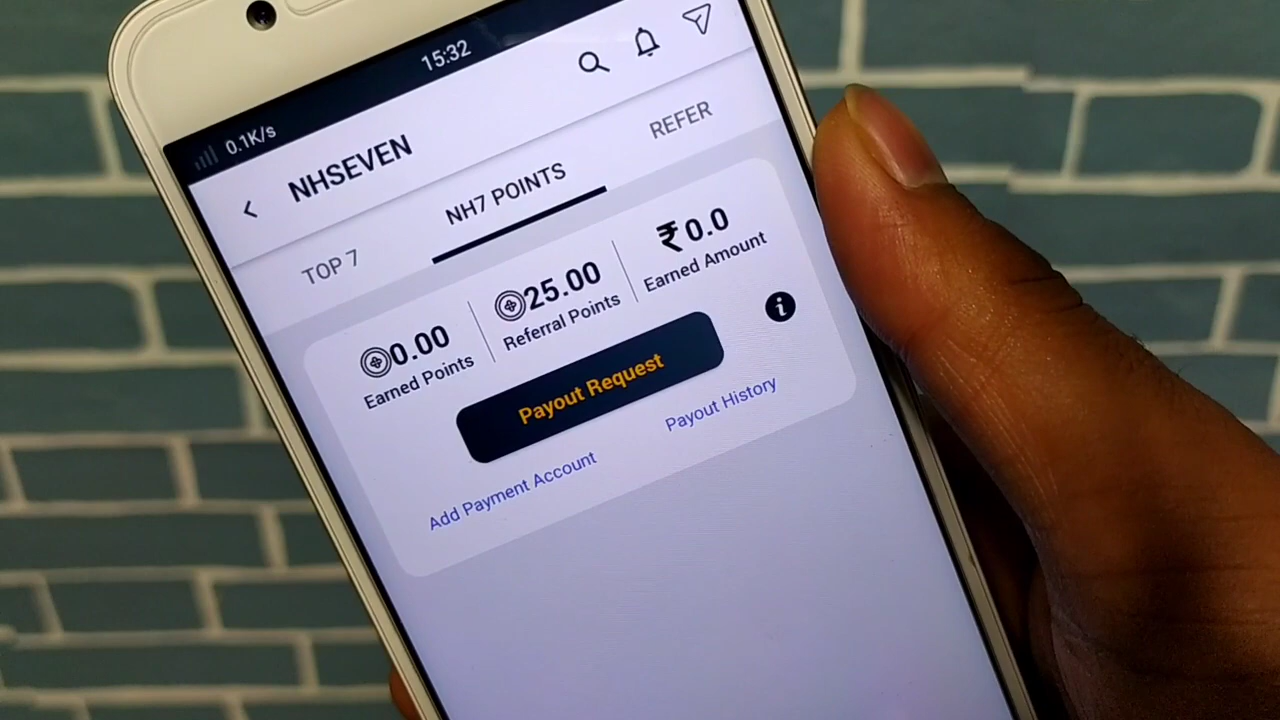 15:32
0.1K/s
NHSEVEN
TOP 7
NH7 POINTS
REFER
0.00
Earned Points
25.00
Referral Points
₹0.0
Earned Amount
Payout Request
Add Payment Account
Payout History